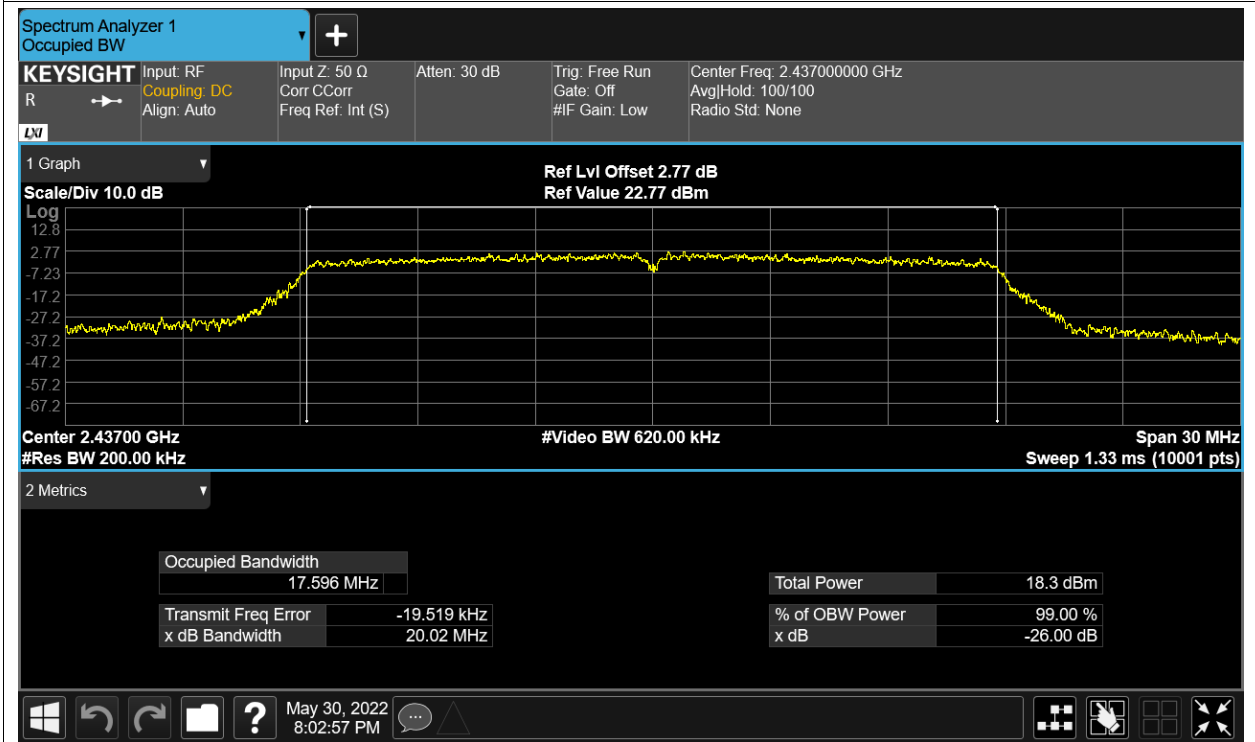 Spectrum Analyzer 1
Occupied BW
KEYSIGHT
R
LXI
Input: RF
Coupling: DC
Align: Auto
Input Z: 50 Ω
Corr CCorr
Freq Ref: Int (S)
Atten: 30 dB
Trig: Free Run
Gate: Off
#IF Gain: Low
Center Freq: 2.437000000 GHz
Avg|Hold: 100/100
Radio Std: None
1 Graph
Scale/Div 10.0 dB
Ref Lvl Offset 2.77 dB
Ref Value 22.77 dBm
Log
12.8
2.77
-7.23
-17.2
-27.2
-37.2
-47.2
-57.2
-67.2
Center 2.43700 GHz
#Res BW 200.00 kHz
#Video BW 620.00 kHz
Span 30 MHz
Sweep 1.33 ms (10001 pts)
2 Metrics
Occupied Bandwidth
17.596 MHz
Transmit Freq Error -19.519 kHz
x dB Bandwidth 20.02 MHz
Total Power 18.3 dBm
% of OBW Power 99.00 %
x dB -26.00 dB
?
May 30, 2022
8:02:57 PM